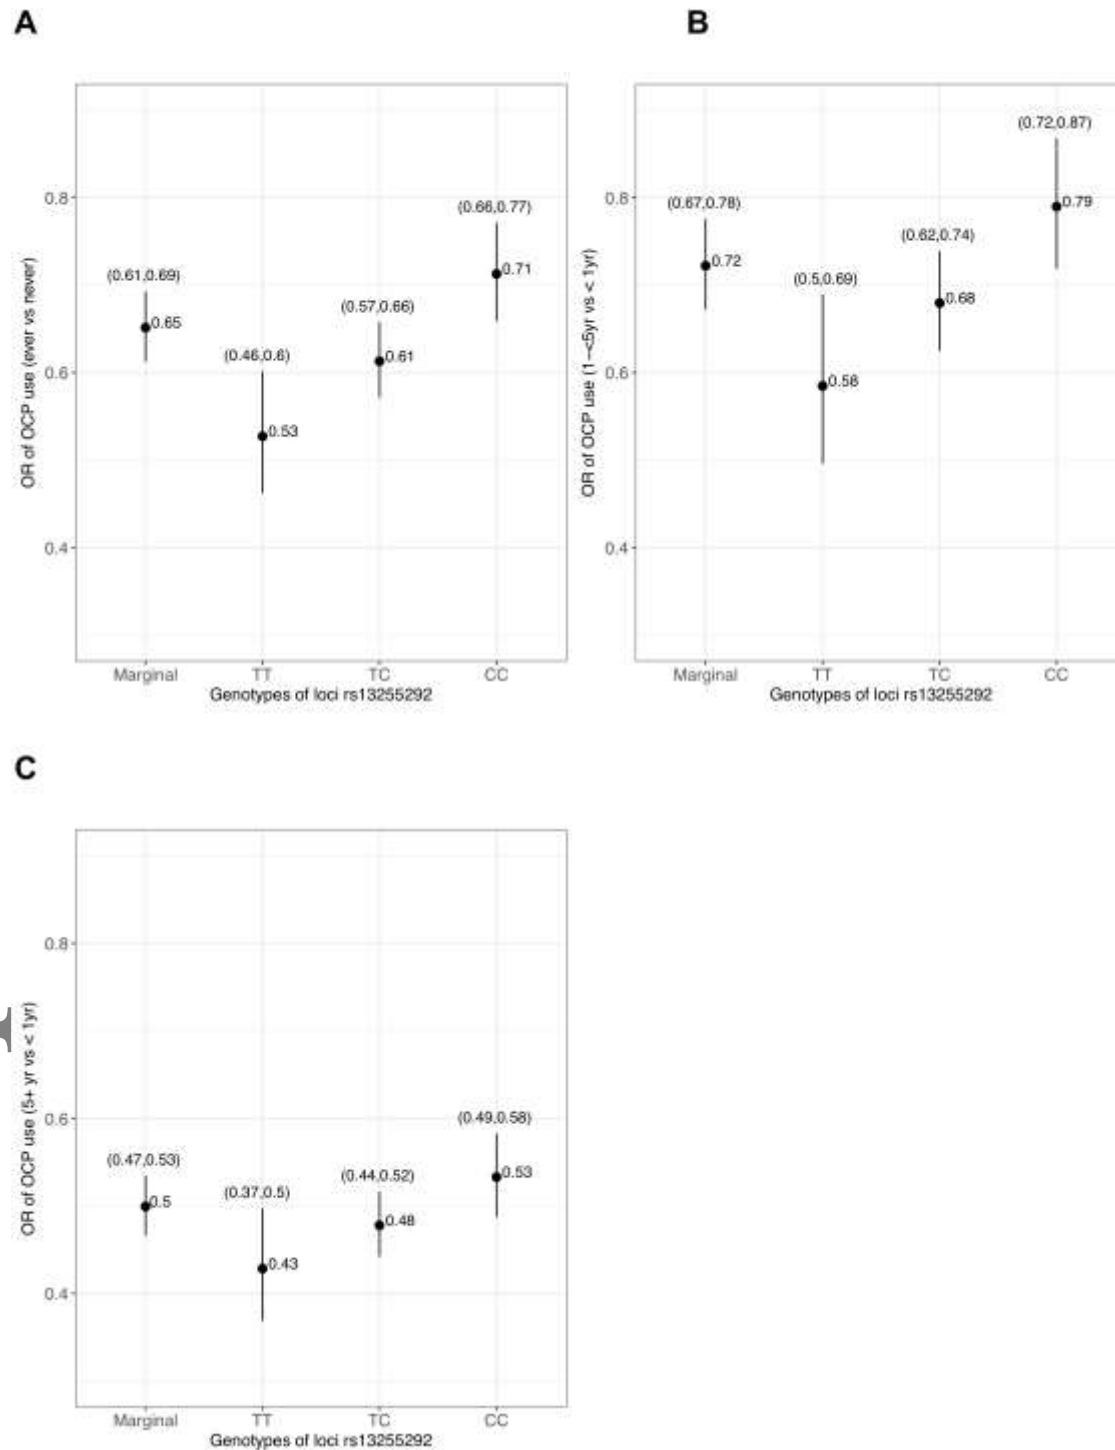 A
OR of OCP use (ever vs never)
0.8
0.6
0.4
(0.61,0.69)
0.65
(0.46,0.6)
0.53
(0.57,0.66)
0.61
(0.66,0.77)
0.71
Marginal TT TC CC
Genotypes of loci rs13255292
B
OR of OCP use (1-<5yr vs < 1yr)
0.8
0.6
0.4
(0.67,0.78)
0.72
(0.5,0.69)
0.58
(0.62,0.74)
0.68
(0.72,0.87)
0.79
Marginal TT TC CC
Genotypes of loci rs13255292
C
OR of OCP use (5+ yr vs < 1yr)
0.8
0.6
0.4
(0.47,0.53)
0.5
(0.37,0.5)
0.43
(0.44,0.52)
0.48
(0.49,0.58)
0.53
Marginal TT TC CC
Genotypes of loci rs13255292